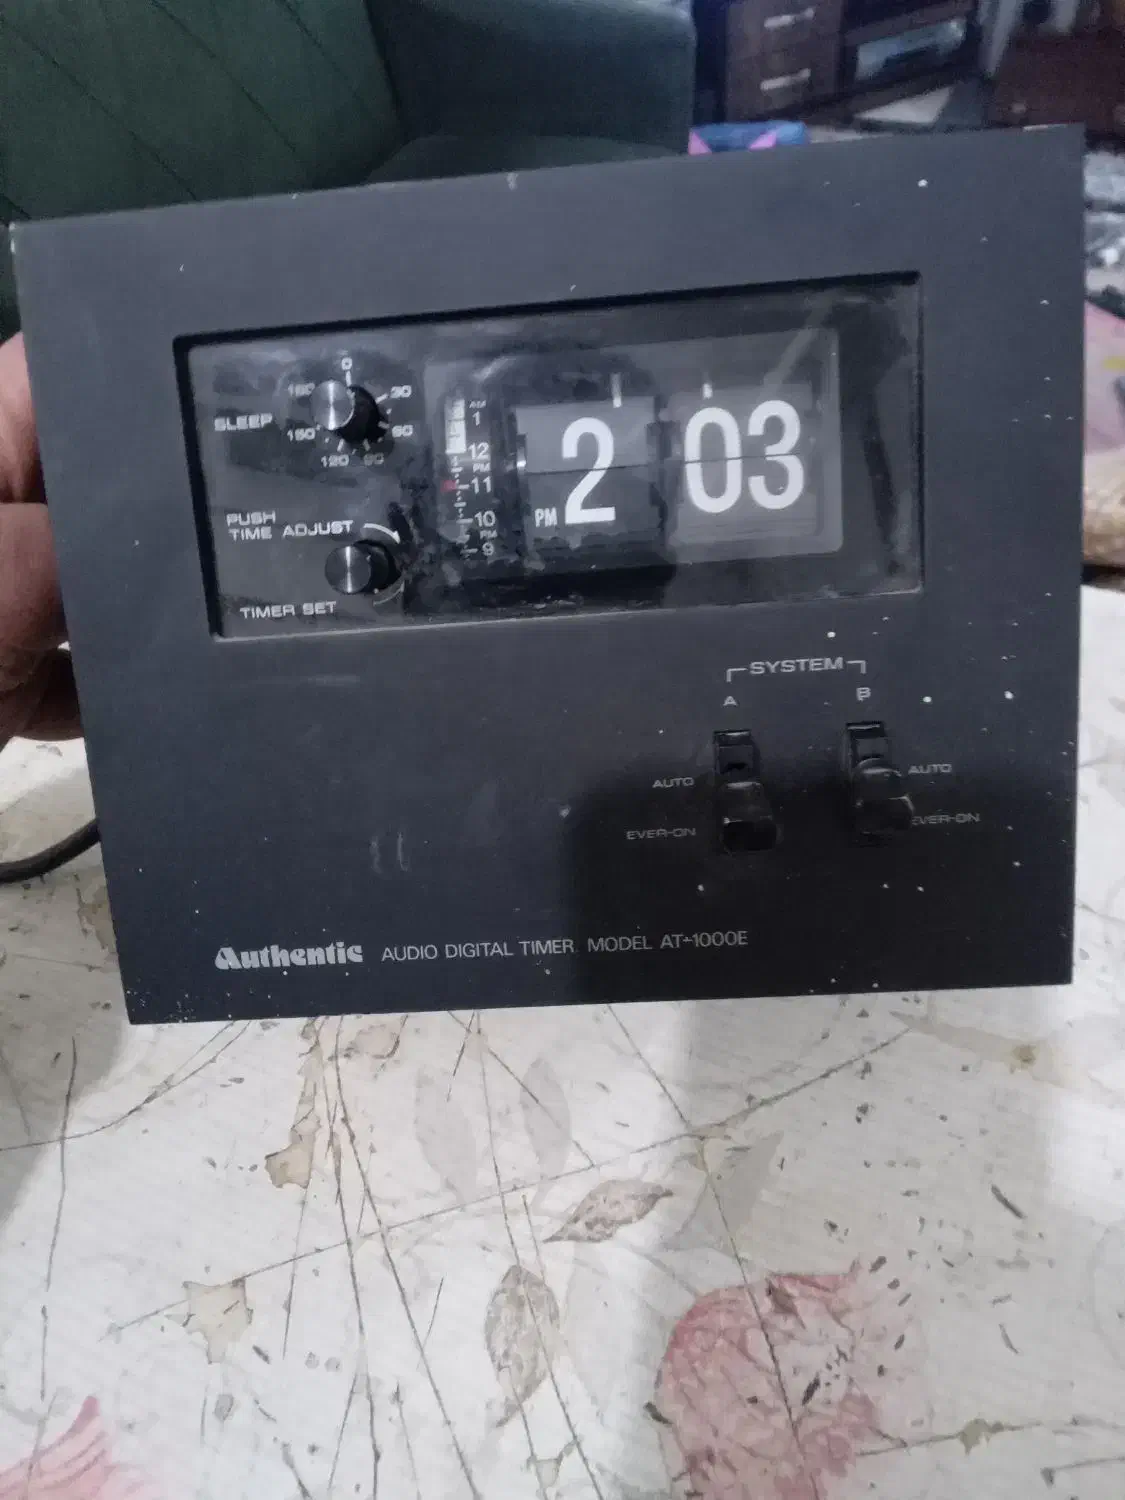 0
180
30
SLEEP
150
60
120
90
PUSH
TIME ADJUST
TIMER SET
AM
1
12
PM
11
10
PM
9
PM 2 03
SYSTEM
A B
AUTO AUTO
EVER-ON EVER-ON
Authentic AUDIO DIGITAL TIMER. MODEL AT-1000E